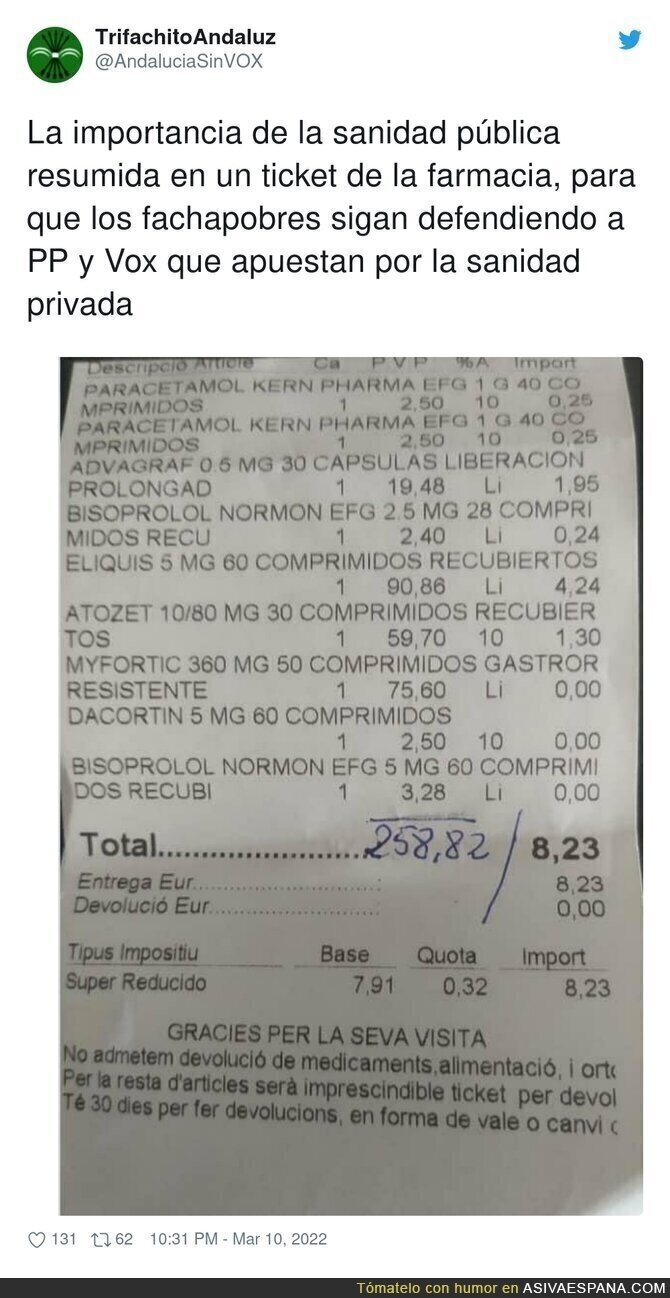 TrifachitoAndaluz
@AndaluciaSinVOX
La importancia de la sanidad pública
resumida en un ticket de la farmacia, para
que los fachapobres sigan defendiendo a
PP y Vox que apuestan por la sanidad
privada
Descripció Article Ca P V P %A Import
PARACETAMOL KERN PHARMA EFG 1 G 40 CO
MPRIMIDOS 1 2,50 10 0,25
PARACETAMOL KERN PHARMA EFG 1 G 40 CO
MPRIMIDOS 1 2,50 10 0,25
ADVAGRAF 0.5 MG 30 CAPSULAS LIBERACION
PROLONGAD 1 19,48 Li 1,95
BISOPROLOL NORMON EFG 2.5 MG 28 COMPRI
MIDOS RECU 1 2,40 Li 0,24
ELIQUIS 5 MG 60 COMPRIMIDOS RECUBIERTOS
1 90,86 Li 4,24
ATOZET 10/80 MG 30 COMPRIMIDOS RECUBIER
TOS 1 59,70 10 1,30
MYFORTIC 360 MG 50 COMPRIMIDOS GASTROR
RESISTENTE 1 75,60 Li 0,00
DACORTIN 5 MG 60 COMPRIMIDOS
1 2,50 10 0,00
BISOPROLOL NORMON EFG 5 MG 60 COMPRIMI
DOS RECUBI 1 3,28 Li 0,00
Total........................ 258,82 / 8,23
Entrega Eur............................: 8,23
Devolució Eur..........................: 0,00
Tipus Impositiu Base Quota Import
Super Reducido 7,91 0,32 8,23
GRACIES PER LA SEVA VISITA
No admetem devolució de medicaments,alimentació, i orto
Per la resta d'articles serà imprescindible ticket per devol
Té 30 dies per fer devolucions, en forma de vale o canvi
131 62 10:31 PM - Mar 10, 2022
Tómatelo con humor en ASIVAESPANA.COM